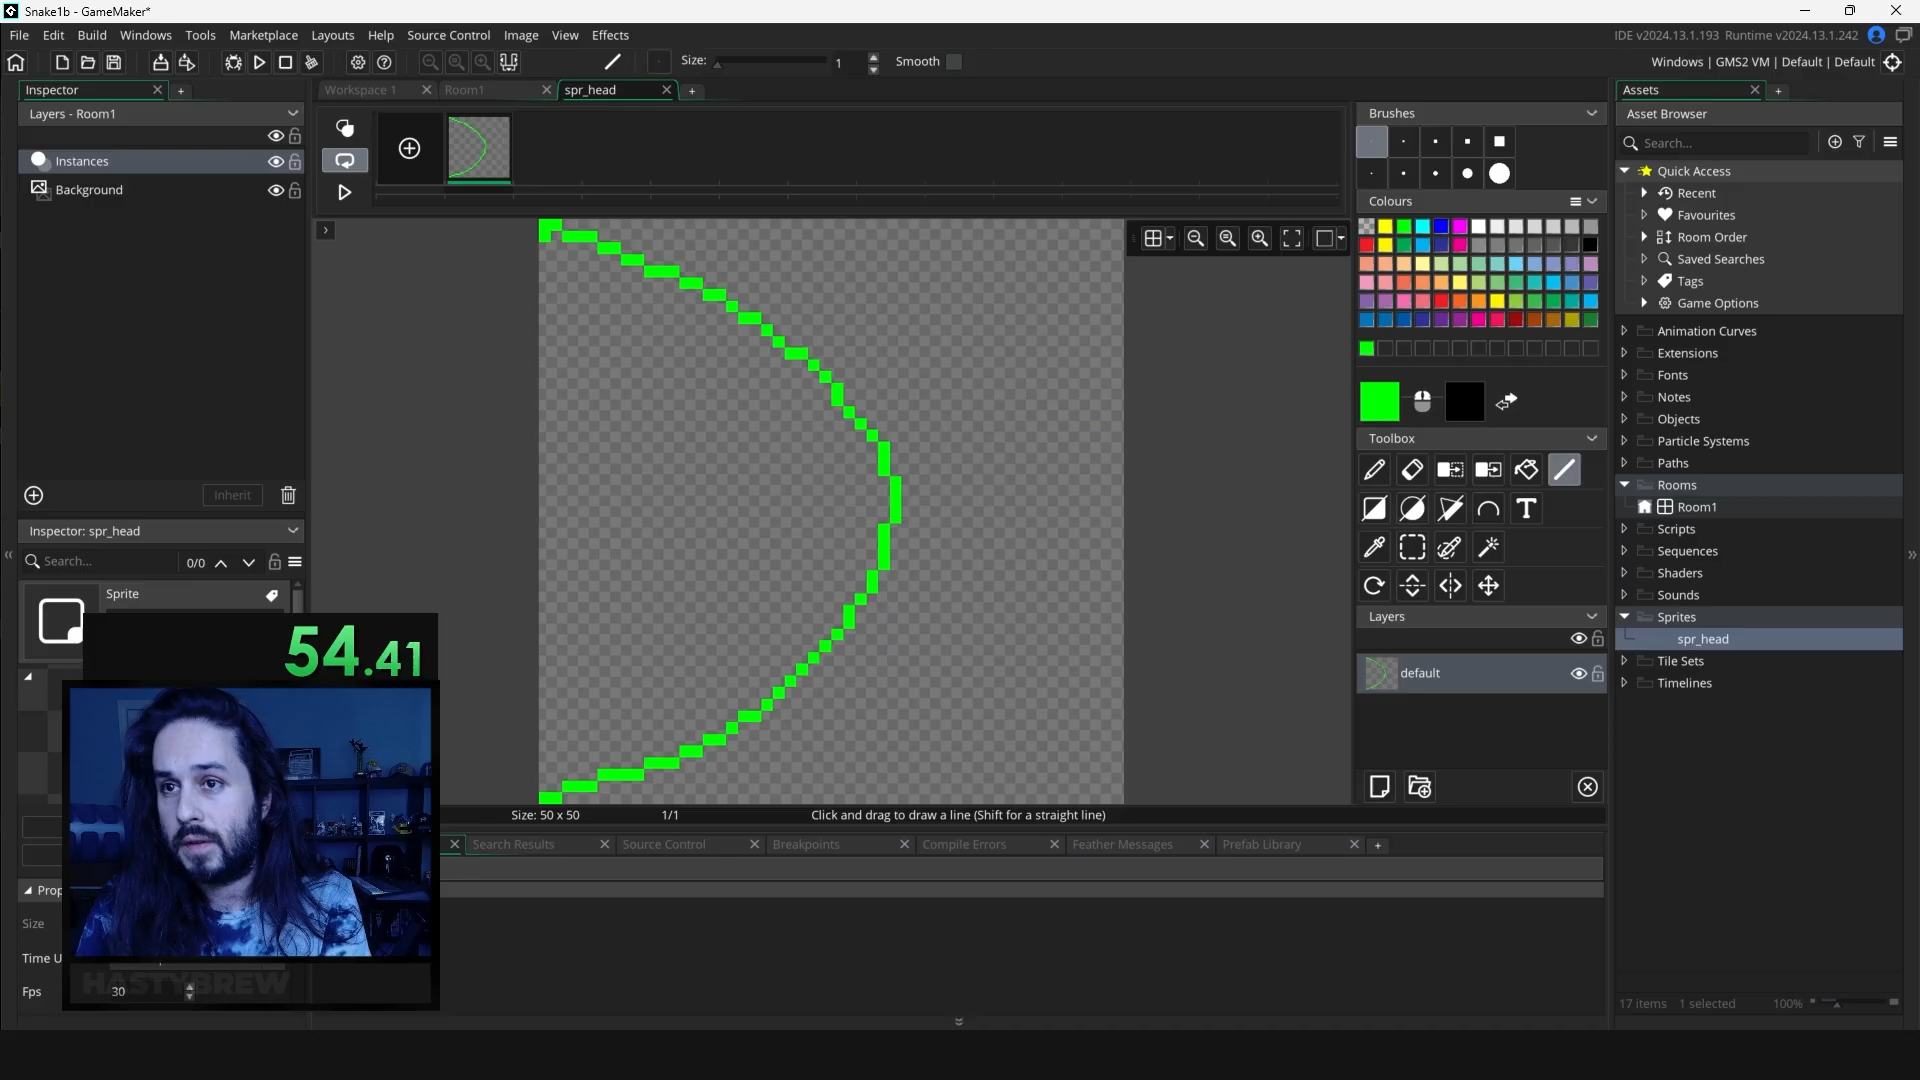 Snake1b - GameMaker*
File Edit Build Windows Tools Marketplace Layouts Help Source Control Image View Effects
IDE v2024.13.1.193 Runtime v2024.13.1.242
Size: 1 Smooth
Windows | GMS2 VM | Default | Default
Inspector
Workspace 1 Room1 spr_head
Assets
Layers - Room1
Brushes
Asset Browser
Search...
Instances
Background
Quick Access
Recent
Colours
Favourites
Room Order
Saved Searches
Tags
Game Options
Animation Curves
Extensions
Fonts
Notes
Objects
Toolbox
Particle Systems
Paths
Rooms
Room1
Inherit
Inspector: spr_head
Scripts
Search... 0/0
Sequences
Shaders
Sprite
Sounds
Layers
Sprites
spr_head
54.41
Tile Sets
default
Timelines
Size: 50 x 50 1/1 Click and drag to draw a line (Shift for a straight line)
Search Results Source Control Breakpoints Compile Errors Feather Messages Prefab Library
Prop
Size
Time U
HASTYBREW
Fps 30
17 items 1 selected 100%